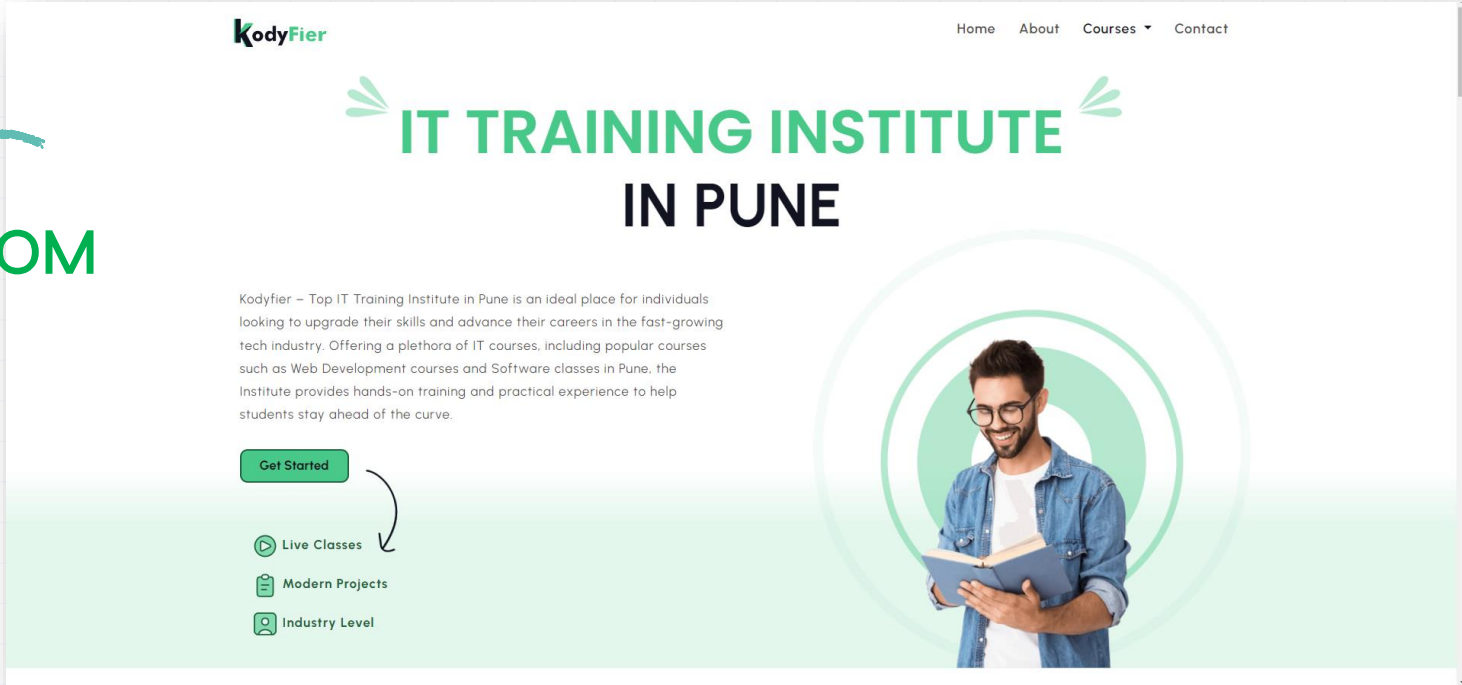 KodyFier
Home About Courses Contact
IT TRAINING INSTITUTE
IN PUNE
OM
Kodyfier – Top IT Training Institute in Pune is an ideal place for individuals
looking to upgrade their skills and advance their careers in the fast-growing
tech industry. Offering a plethora of IT courses, including popular courses
such as Web Development courses and Software classes in Pune, the
Institute provides hands-on training and practical experience to help
students stay ahead of the curve.
Get Started
Live Classes
Modern Projects
Industry Level